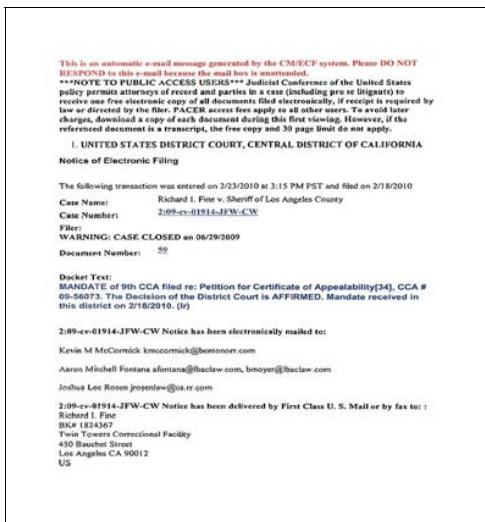 This is an automatic e-mail message generated by the CM/ECF system. Please DO NOT
RESPOND to this e-mail because the mail box is unattended.
***NOTE TO PUBLIC ACCESS USERS*** Judicial Conference of the United States
policy permits attorneys of record and parties in a case (including pro se litigants) to
receive one free electronic copy of all documents filed electronically, if receipt is required by
law or directed by the filer. PACER access fees apply to all other users. To avoid later
charges, download a copy of each document during this first viewing. However, if the
referenced document is a transcript, the free copy and 30 page limit do not apply.
1. UNITED STATES DISTRICT COURT, CENTRAL DISTRICT OF CALIFORNIA
Notice of Electronic Filing
The following transaction was entered on 2/23/2010 at 3:15 PM PST and filed on 2/18/2010
Case Name: Richard I. Fine v. Sheriff of Los Angeles County
Case Number: 2:09-cv-01914-JFW-CW
Filer:
WARNING: CASE CLOSED on 06/29/2009
Document Number: 59
Docket Text:
MANDATE of 9th CCA filed re: Petition for Certificate of Appealability[34], CCA #
09-56073. The Decision of the District Court is AFFIRMED. Mandate received in
this district on 2/18/2010. (lr)
2:09-cv-01914-JFW-CW Notice has been electronically mailed to:
Kevin M McCormick kmccormick@bentonorr.com
Aaron Mitchell Fontana afontana@lbaclaw.com, bmoyer@lbaclaw.com
Joshua Lee Rosen jrosenlaw@ca.rr.com
2:09-cv-01914-JFW-CW Notice has been delivered by First Class U. S. Mail or by fax to: :
Richard I. Fine
BK# 1824367
Twin Towers Correctional Facility
450 Bauchet Street
Los Angeles CA 90012
US